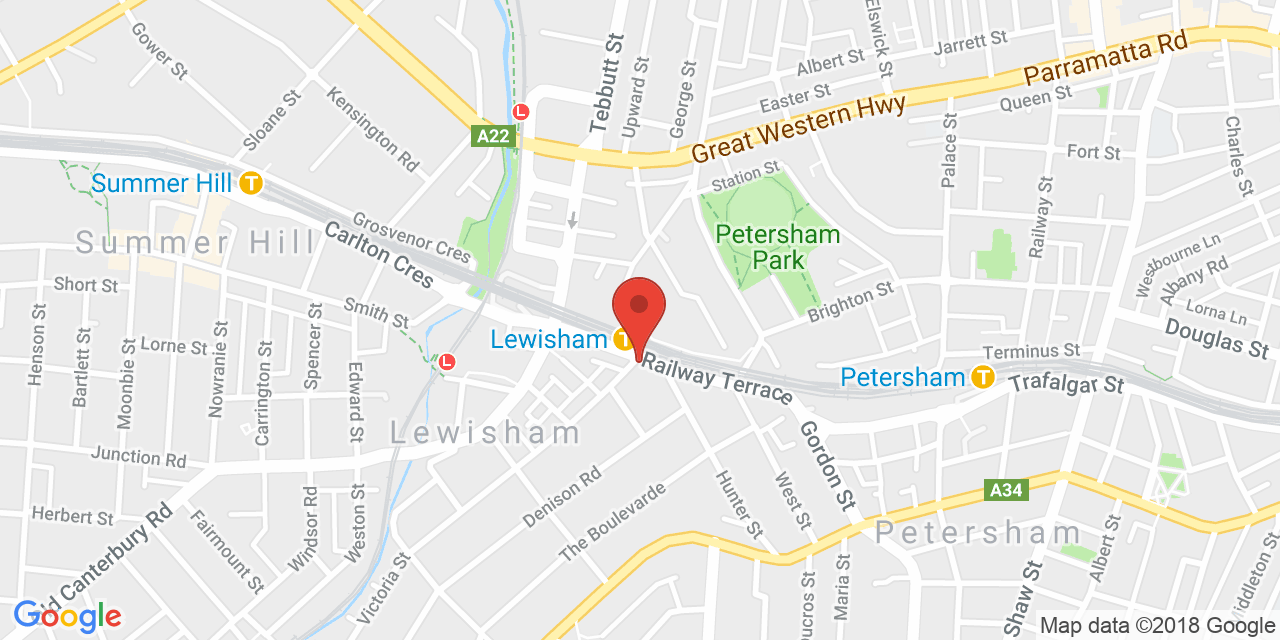 Gower St
Sloane St
Kensington Rd
Tebbutt St
Upward St
George St
Albert St
Elswick St
Jarrett St
Easter St
Parramatta Rd
Queen St
Great Western Hwy
A22
L
Station St
Palace St
Fort St
Charles St
Railway St
Summer Hill
T
Summer Hill
Grosvenor Cres
Carlton Cres
Petersham
Park
Westbourne Ln
Albany Rd
Lorna Ln
Douglas St
Brighton St
Short St
Smith St
Henson St
Bartlett St
Moonbie St
Lorne St
Nowranie St
Carrington St
Spencer St
Edward St
L
Lewisham
T
Railway Terrace
Terminus St
Petersham
T
Trafalgar St
Lewisham
Gordon St
Junction Rd
Denison Rd
The Boulevarde
Hunter St
West St
A34
Herbert St
Old Canterbury Rd
Fairmount St
Windsor Rd
Weston St
Victoria St
Petersham
Ducros St
Maria St
Shaw St
Albert St
Middleton St
Google
Map data ©2018 Google